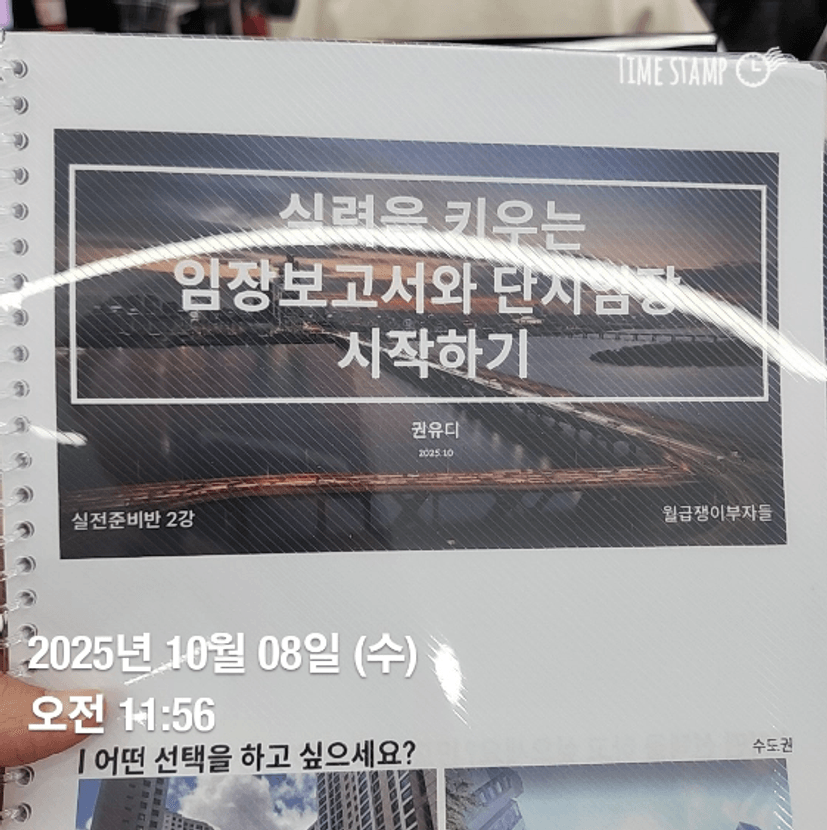 TIME STAMP
실력을 키우는
임장보고서와 단지임장
시작하기
권유디
2025.10
실전준비반 2강
월급쟁이부자들
2025년 10월 08일 (수)
오전 11:56
수도권
어떤 선택을 하고 싶으세요?